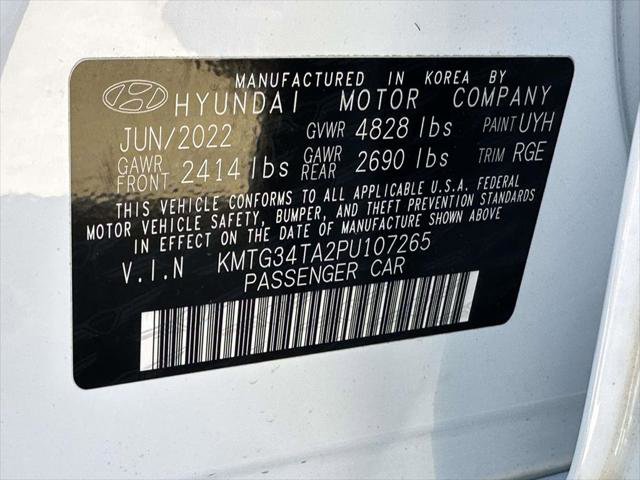 MANUFACTURED IN KOREA BY
HYUNDAI MOTOR COMPANY
JUN/2022 GVWR 4828 lbs PAINT UYH
GAWR FRONT 2414 lbs GAWR REAR 2690 lbs TRIM RGE
THIS VEHICLE CONFORMS TO ALL APPLICABLE U.S.A. FEDERAL
MOTOR VEHICLE SAFETY, BUMPER, AND THEFT PREVENTION STANDARDS
IN EFFECT ON THE DATE OF MANUFACTURE SHOWN ABOVE
V.I.N KMTG34TA2PU107265
PASSENGER CAR